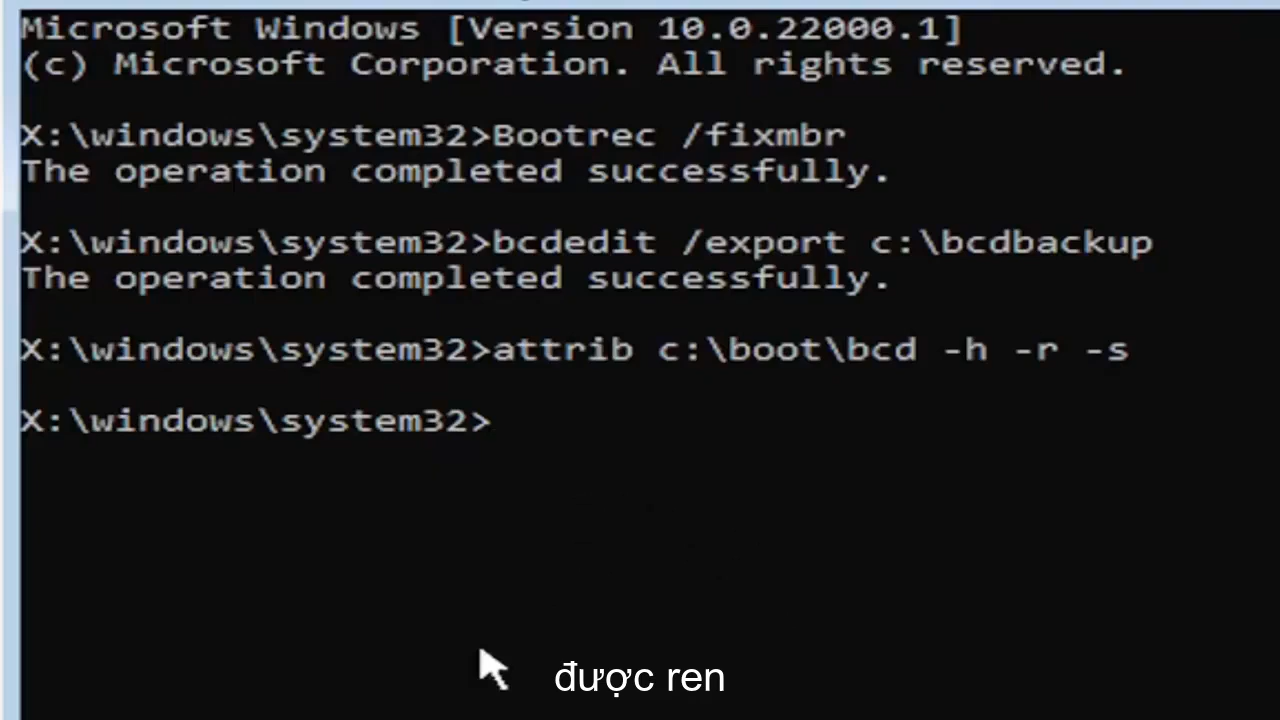 Microsoft Windows [Version 10.0.22000.1]
(c) Microsoft Corporation. All rights reserved.
X:\windows\system32>Bootrec /fixmbr
The operation completed successfully.
X:\windows\system32>bcdedit /export c:\bcdbackup
The operation completed successfully.
X:\windows\system32>attrib c:\boot\bcd -h -r -s
X:\windows\system32>
được ren